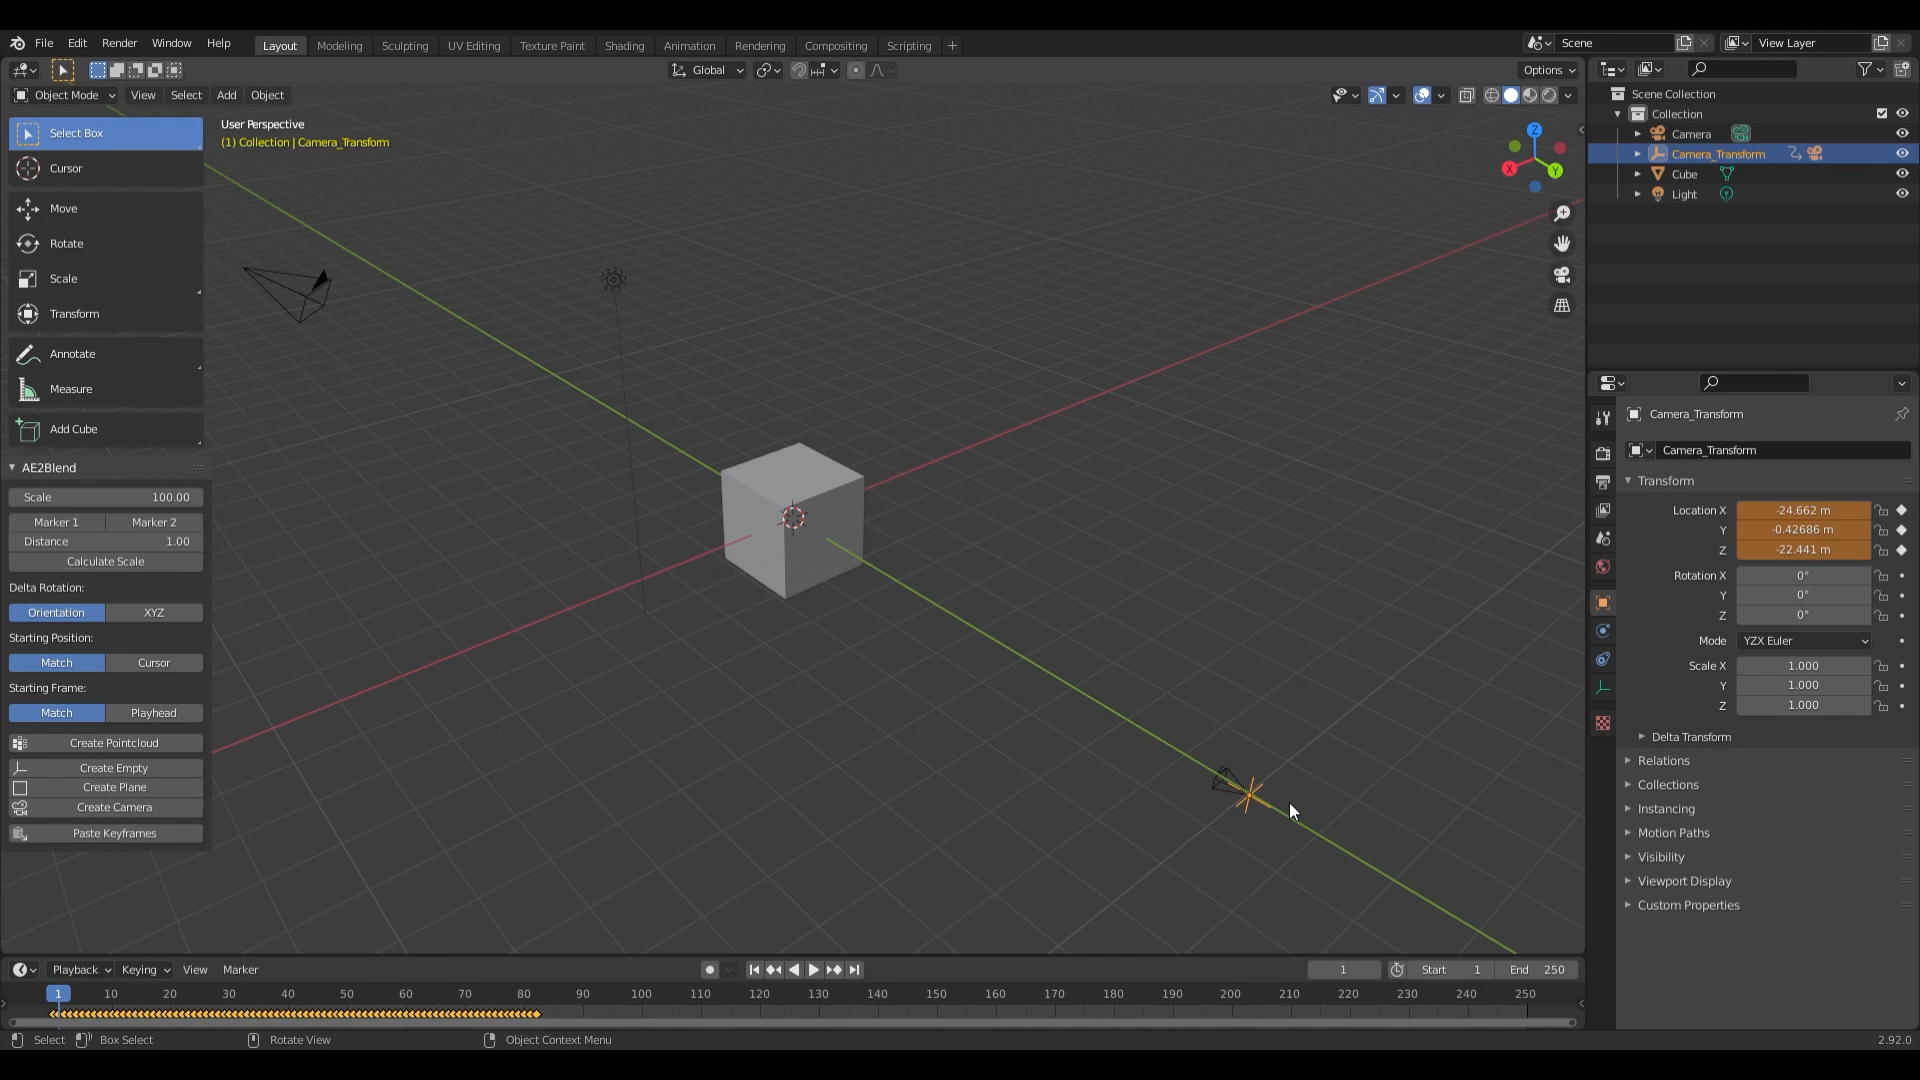 File Edit Render Window Help Layout Modeling Sculpting UV Editing Texture Paint Shading Animation Rendering Compositing Scripting + Scene View Layer
Global Options
Object Mode View Select Add Object
User Perspective
(1) Collection | Camera_Transform
Select Box
Cursor
Move
Rotate
Scale
Transform
Annotate
Measure
Add Cube
AE2Blend
Scale 100.00
Marker 1 Marker 2
Distance 1.00
Calculate Scale
Delta Rotation:
Orientation XYZ
Starting Position:
Match Cursor
Starting Frame:
Match Playhead
Create Pointcloud
Create Empty
Create Plane
Create Camera
Paste Keyframes
Z
X
Y
Scene Collection
Collection
Camera
Camera_Transform
Cube
Light
Camera_Transform
Camera_Transform
Transform
Location X -24.662 m
Y -0.42686 m
Z -22.441 m
Rotation X 0°
Y 0°
Z 0°
Mode YZX Euler
Scale X 1.000
Y 1.000
Z 1.000
Delta Transform
Relations
Collections
Instancing
Motion Paths
Visibility
Viewport Display
Custom Properties
Playback Keying View Marker 1 Start 1 End 250
1 10 20 30 40 50 60 70 80 90 100 110 120 130 140 150 160 170 180 190 200 210 220 230 240 250
Select Box Select Rotate View Object Context Menu 2.92.0